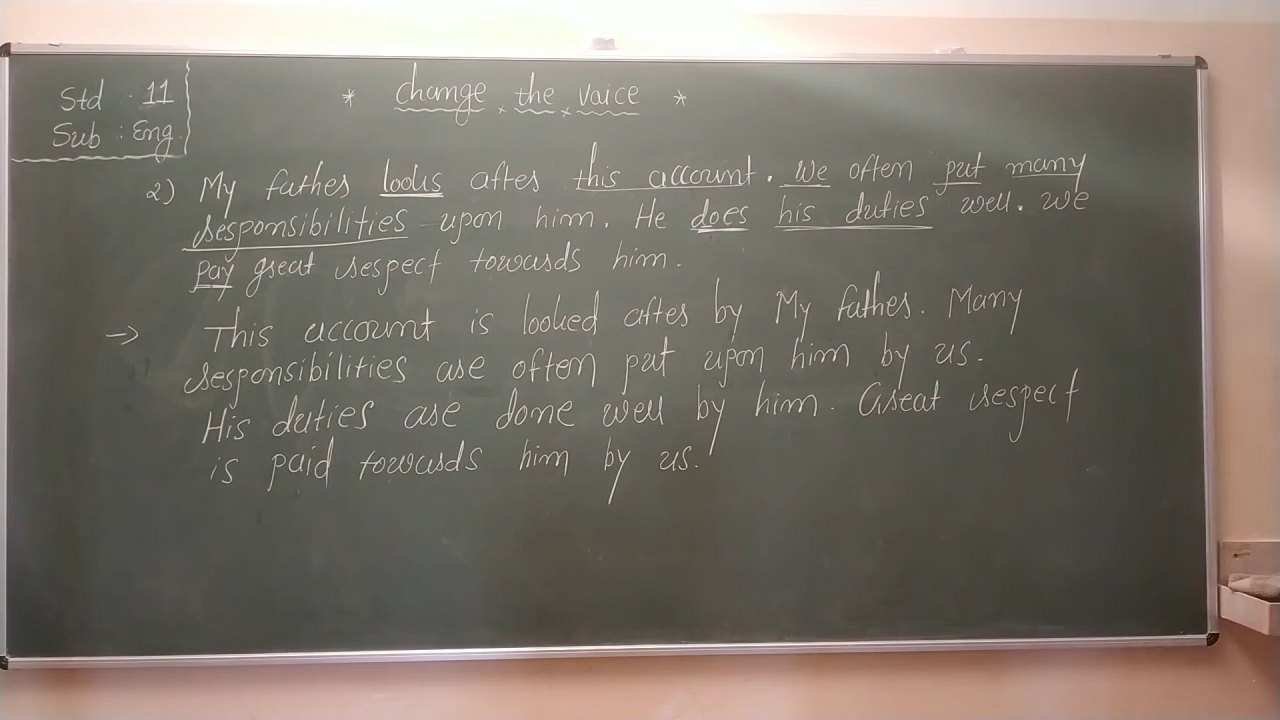 Std : 11
Sub : Eng.
* change the vaice *
2) My father looks after this account. We often put many
responsibilities upon him. He does his duties well. We
pay great respect towards him.
→ This account is looked after by My father. Many
responsibilities are often put upon him by us.
His duties are done well by him. Great respect
is paid towards him by us.